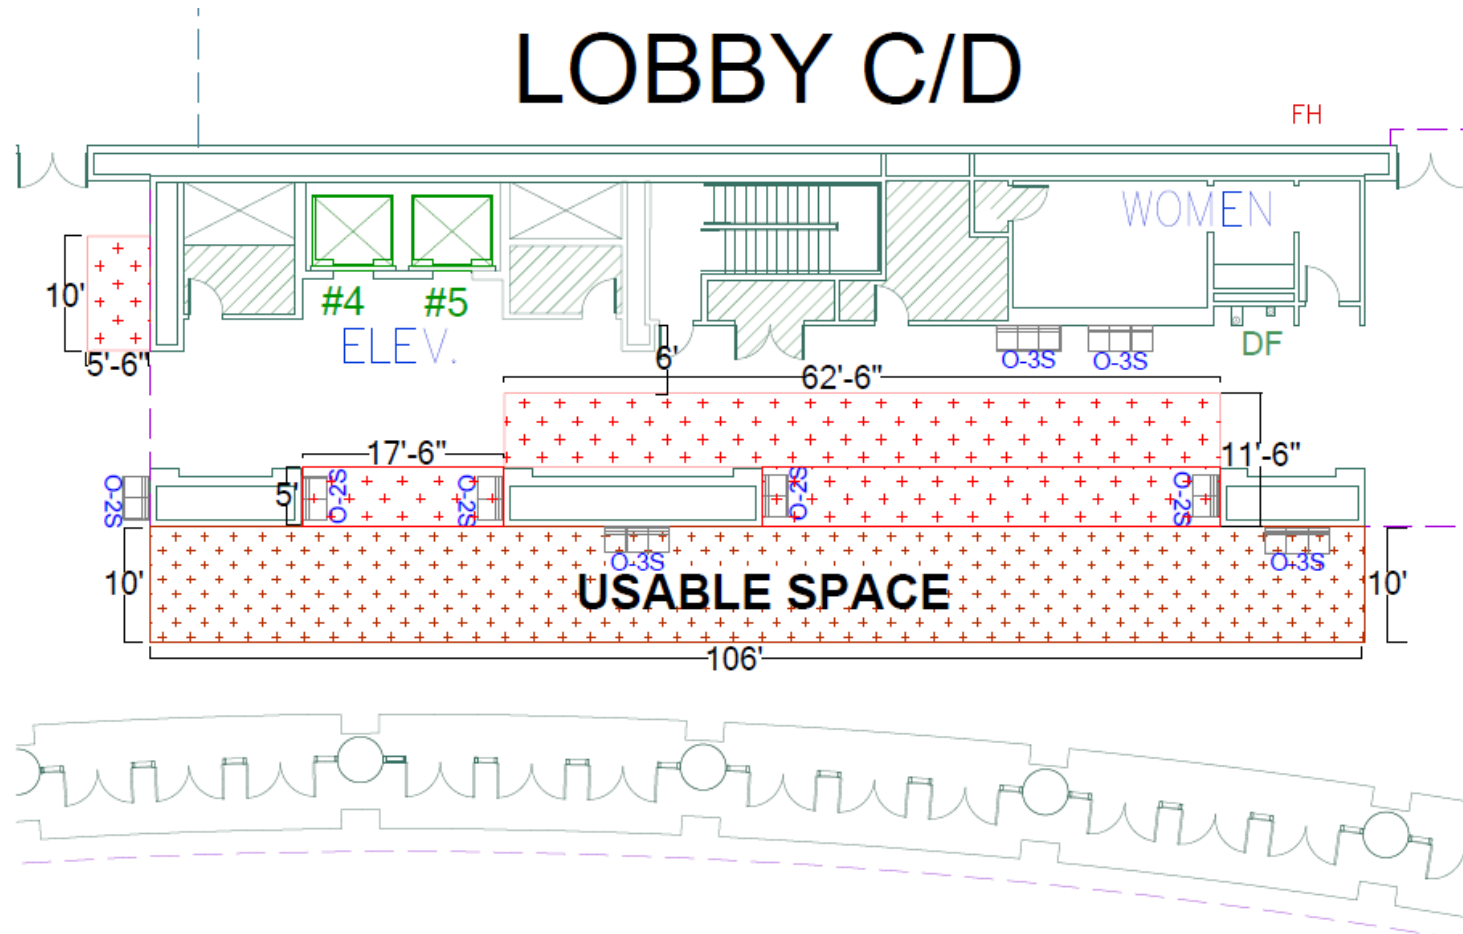 LOBBY C/D
FH
WOMEN
10'
#4
#5
ELEV.
5'-6"
6'
DF
O-3S
O-3S
62'-6"
17'-6"
11'-6"
5'
O-2S
O-2S
O-2S
O-2S
O-2S
O-3S
O-3S
10'
USABLE SPACE
10'
106'